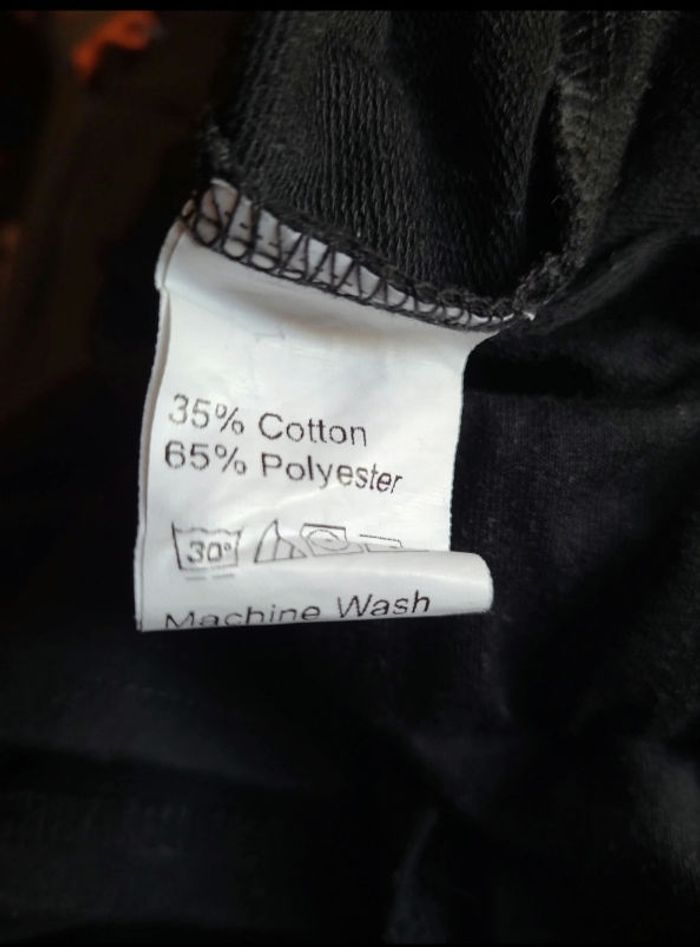 35% Cotton
65% Polyester
30°
Machine Wash